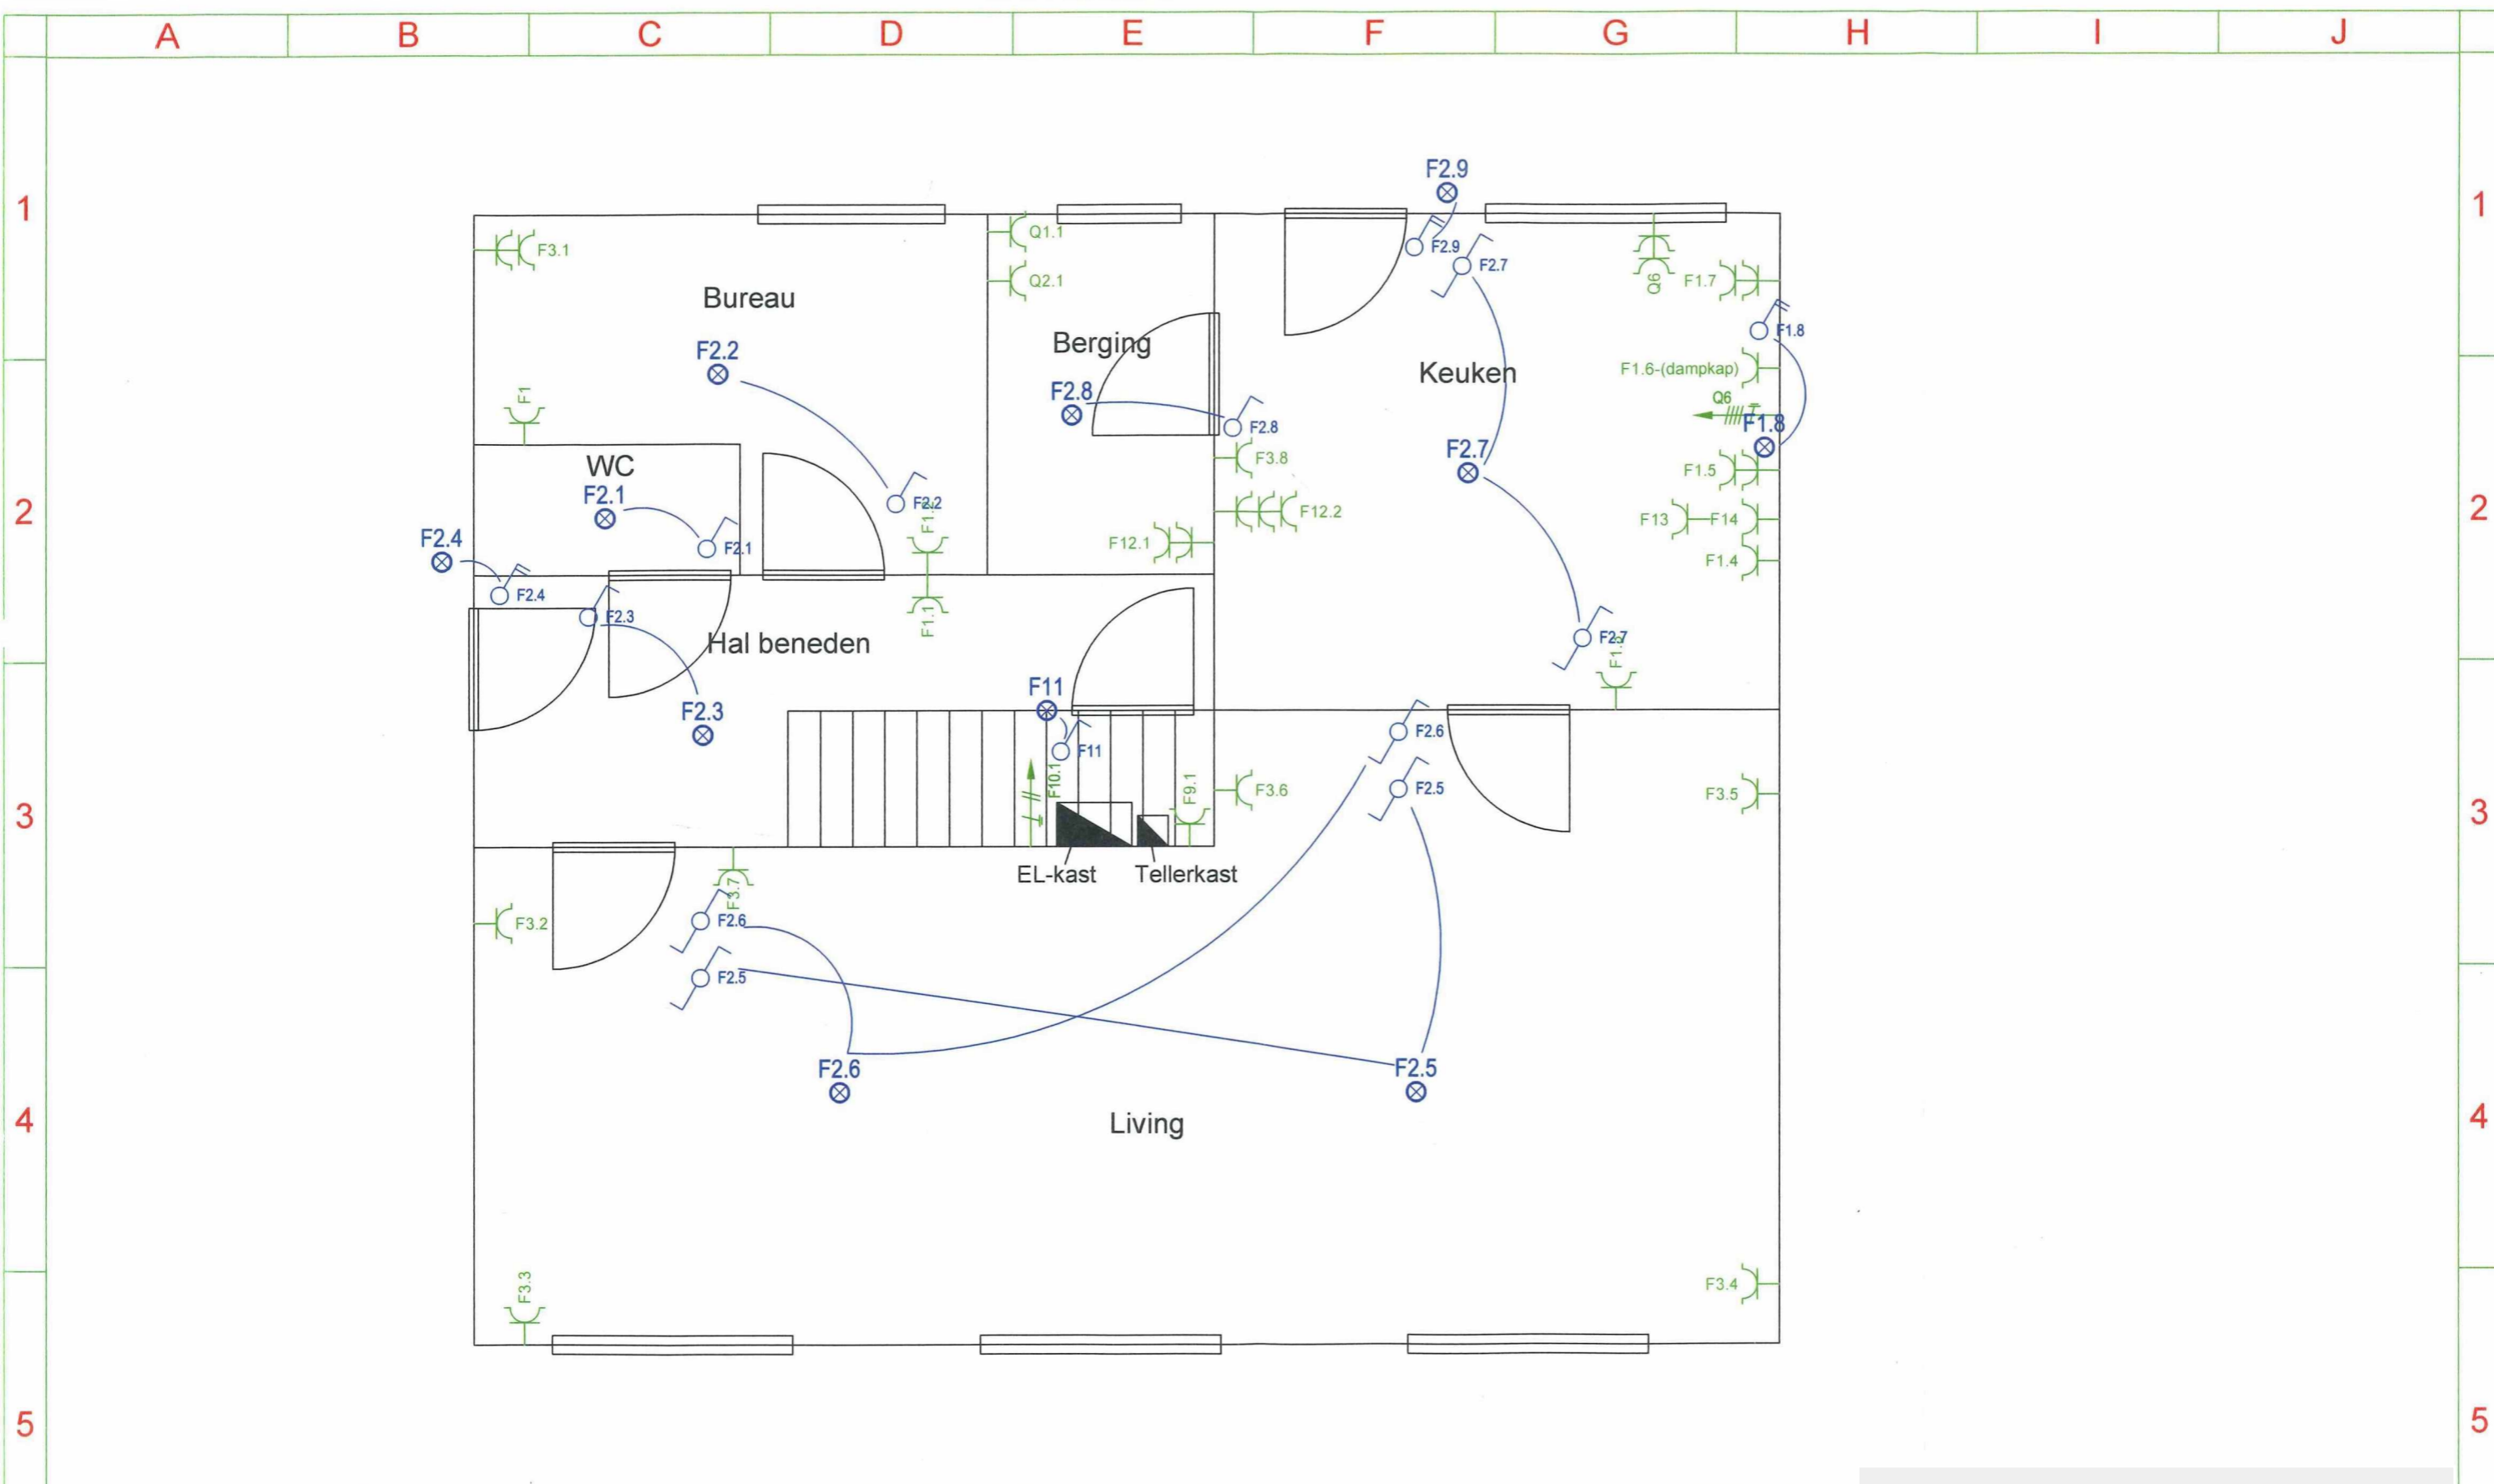 A B C D E F G H I J
1 1
F2.9
Q1.1
F3.1
F2.9
F2.7
Q2.1
Q6
F1.7
Bureau
F1.8
Berging
F2.2
F1.6-(dampkap)
Keuken
F2.8
F1
Q6
F1.8
F2.8
F2.7
F3.8
WC
F1.5
F2.1
F2.2
2 2
F12.2
F13
F14
F2.4
F2.1
F12.1
F1.4
F2.4
F2.3
F1.1
F2.7
Hal beneden
F11
F2.3
F2.6
F11
F10.1
F9.1
F3.6
F2.5
F3.5
3 3
EL-kast
Tellerkast
F3.7
F2.6
F3.2
F2.5
F2.6
F2.5
4 4
Living
F3.3
F3.4
5 5